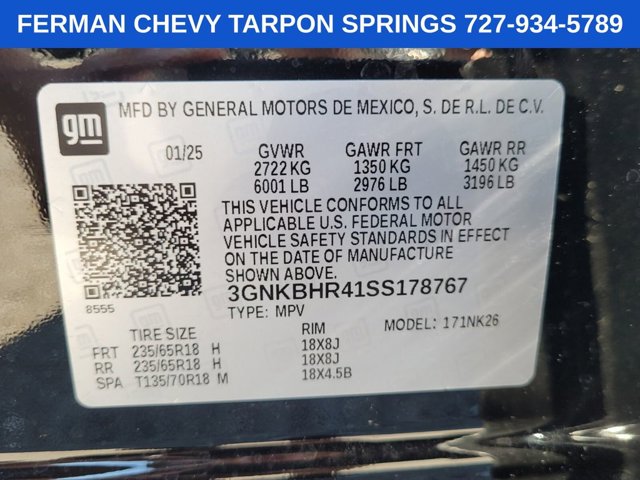 FERMAN CHEVY TARPON SPRINGS 727-934-5789
gm
MFD BY GENERAL MOTORS DE MEXICO, S. DE R.L. DE C.V.
01/25 GVWR GAWR FRT GAWR RR
2722 KG 1350 KG 1450 KG
6001 LB 2976 LB 3196 LB
THIS VEHICLE CONFORMS TO ALL
APPLICABLE U.S. FEDERAL MOTOR
VEHICLE SAFETY STANDARDS IN EFFECT
ON THE DATE OF MANUFACTURE
SHOWN ABOVE.
8555 3GNKBHR41SS178767
TYPE: MPV MODEL: 171NK26
TIRE SIZE RIM
FRT 235/65R18 H 18X8J
RR 235/65R18 H 18X8J
SPA T135/70R18 M 18X4.5B